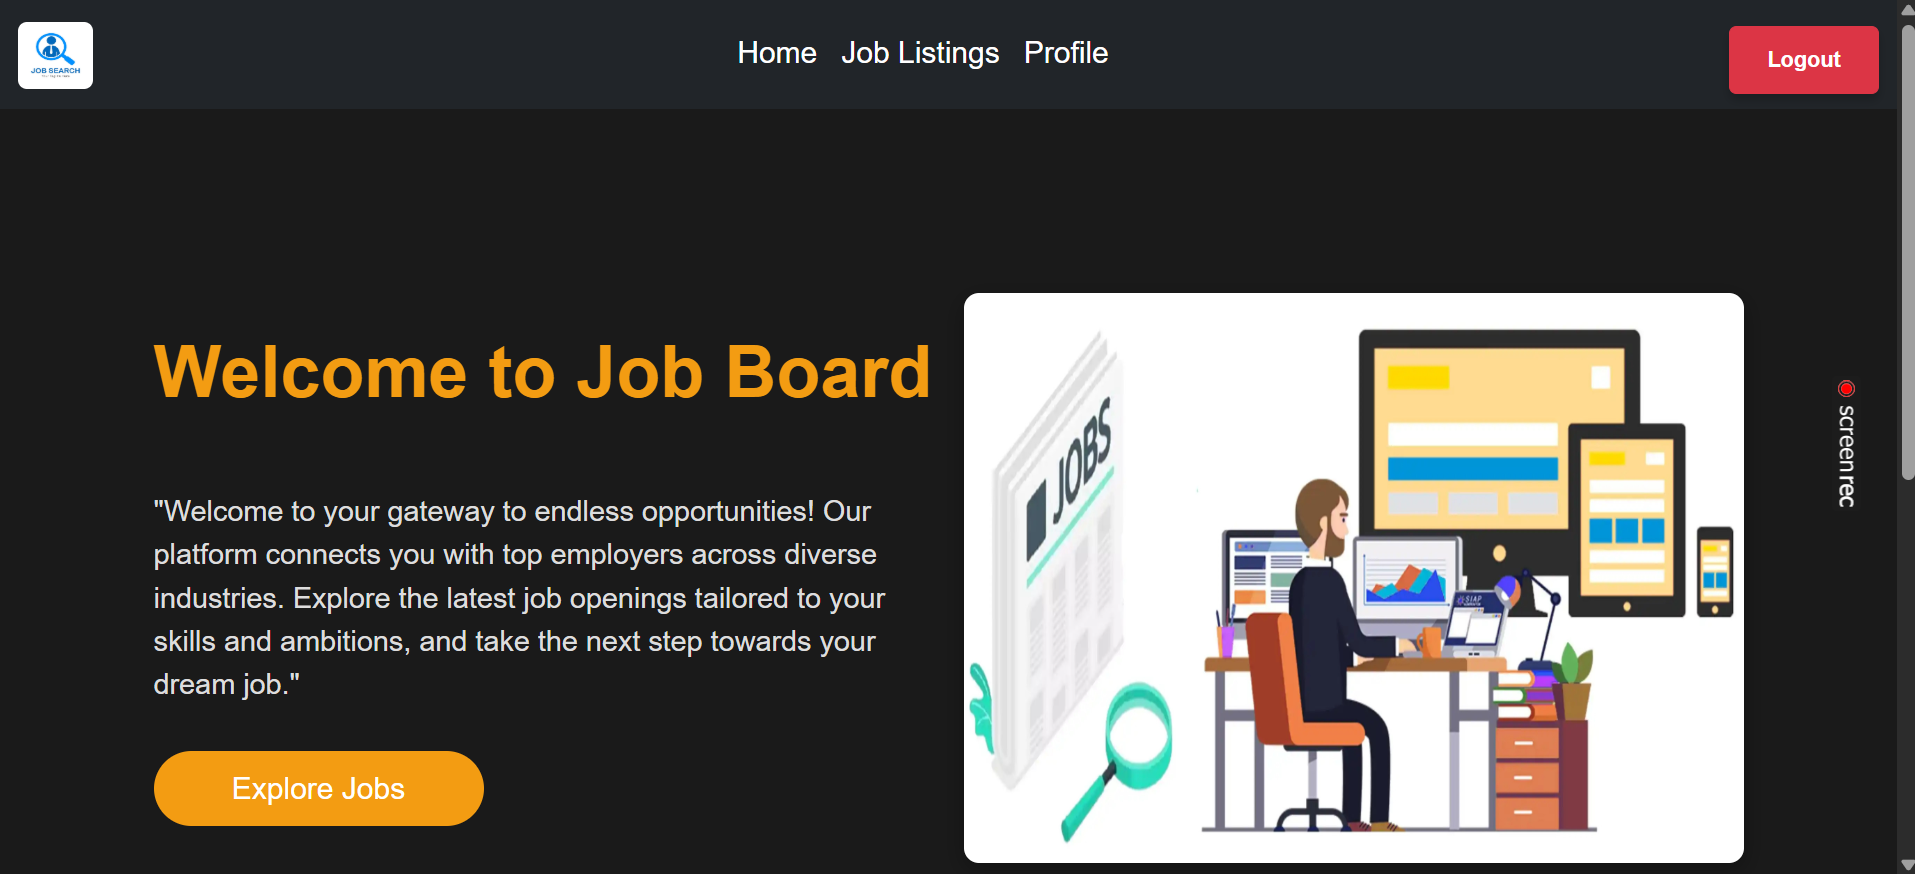 JOB SEARCH
Home Job Listings Profile
Logout
Welcome to Job Board
"Welcome to your gateway to endless opportunities! Our
platform connects you with top employers across diverse
industries. Explore the latest job openings tailored to your
skills and ambitions, and take the next step towards your
dream job."
Explore Jobs
JOBS
SIAP
screenrec